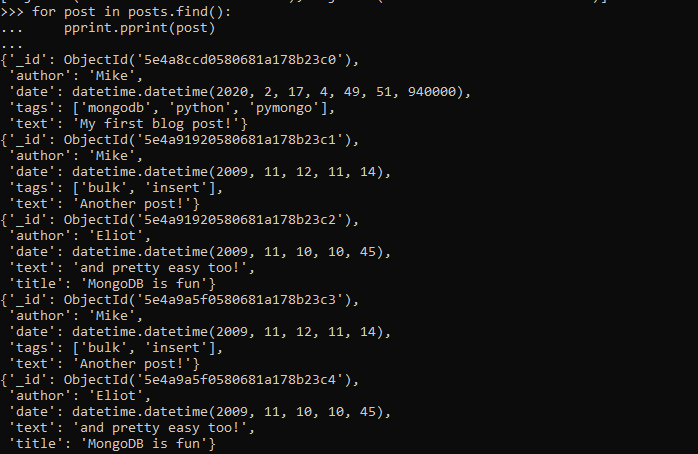 >>> for post in posts.find():
...     pprint.pprint(post)
...
{'_id': ObjectId('5e4a8ccd0580681a178b23c0'),
 'author': 'Mike',
 'date': datetime.datetime(2020, 2, 17, 4, 49, 51, 940000),
 'tags': ['mongodb', 'python', 'pymongo'],
 'text': 'My first blog post!'}
{'_id': ObjectId('5e4a91920580681a178b23c1'),
 'author': 'Mike',
 'date': datetime.datetime(2009, 11, 12, 11, 14),
 'tags': ['bulk', 'insert'],
 'text': 'Another post!'}
{'_id': ObjectId('5e4a91920580681a178b23c2'),
 'author': 'Eliot',
 'date': datetime.datetime(2009, 11, 10, 10, 45),
 'text': 'and pretty easy too!',
 'title': 'MongoDB is fun'}
{'_id': ObjectId('5e4a9a5f0580681a178b23c3'),
 'author': 'Mike',
 'date': datetime.datetime(2009, 11, 12, 11, 14),
 'tags': ['bulk', 'insert'],
 'text': 'Another post!'}
{'_id': ObjectId('5e4a9a5f0580681a178b23c4'),
 'author': 'Eliot',
 'date': datetime.datetime(2009, 11, 10, 10, 45),
 'text': 'and pretty easy too!',
 'title': 'MongoDB is fun'}